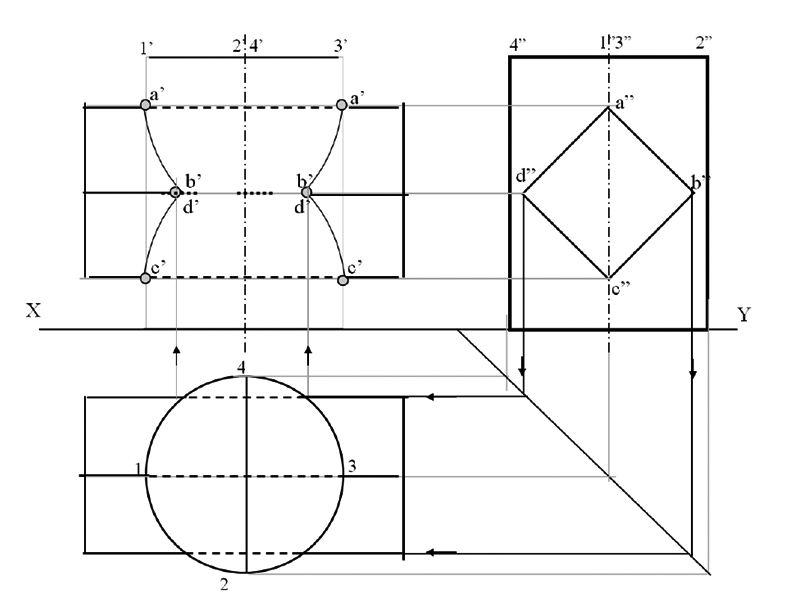 1’ 2’ 4’ 3’ 4” 1”3” 2”
a’ a’ a”
b’ b’ d” b”
d’ d’
c’ c’ c”
X Y
4
1 3
2